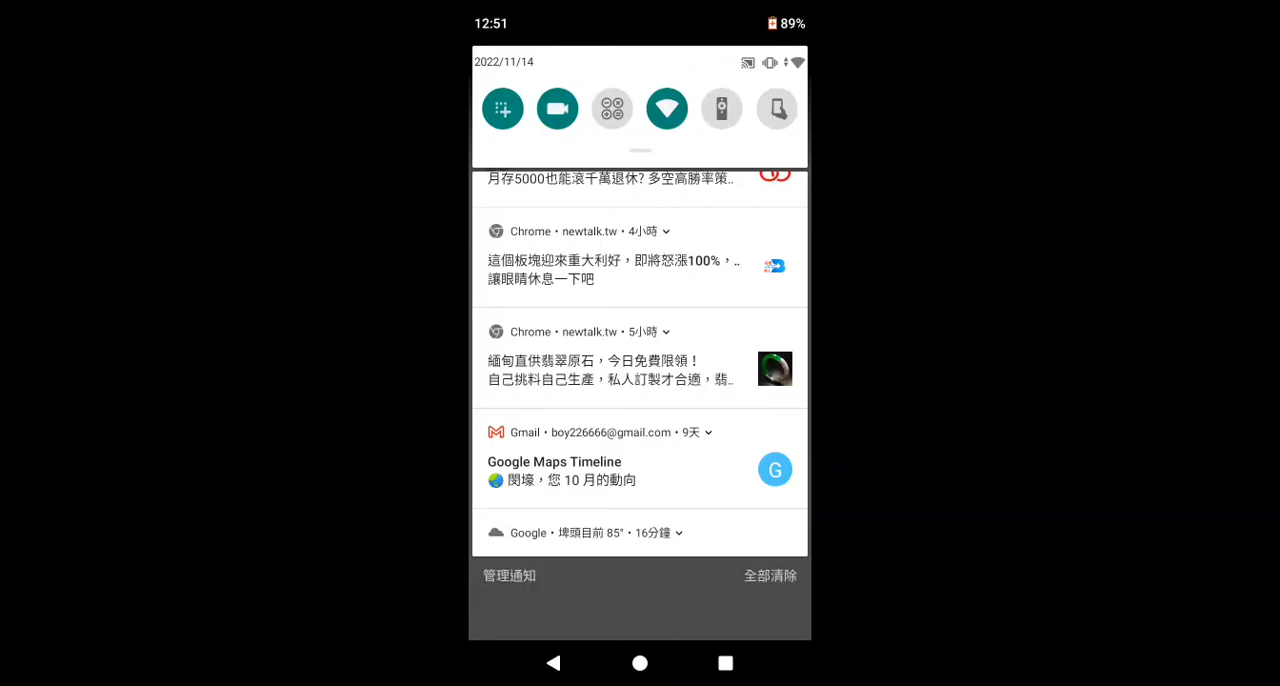 12:51
89%
2022/11/14
月存5000也能滾千萬退休? 多空高勝率策..
Chrome • newtalk.tw • 4小時
這個板塊迎來重大利好，即將怒漲100%，..
讓眼睛休息一下吧
Chrome • newtalk.tw • 5小時
緬甸直供翡翠原石，今日免費限領！
自己挑料自己生產，私人訂製才合適，翡..
Gmail • boy226666@gmail.com • 9天
Google Maps Timeline
G
閔壕，您 10 月的動向
Google • 埤頭目前 85° • 16分鐘
管理通知
全部清除